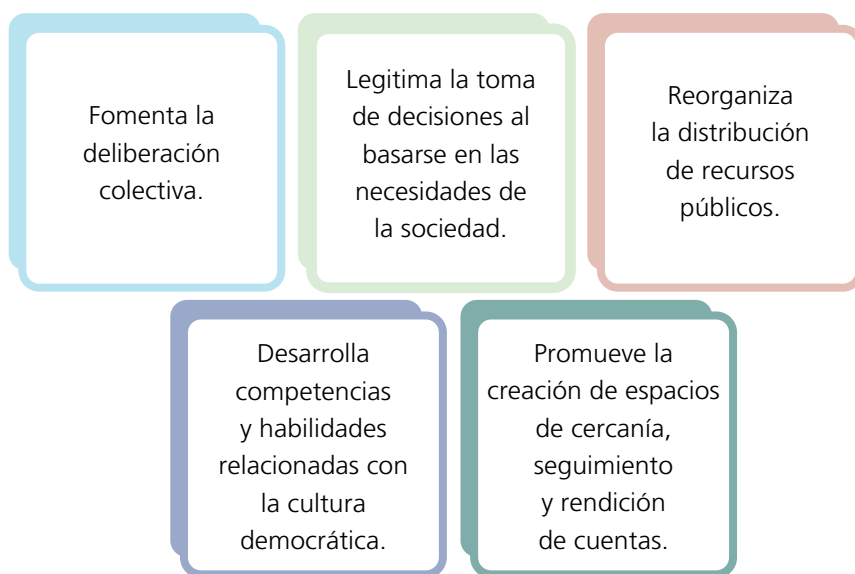 Fomenta la
deliberación
colectiva.
Legitima la toma
de decisiones al
basarse en las
necesidades de
la sociedad.
Reorganiza
la distribución
de recursos
públicos.
Desarrolla
competencias
y habilidades
relacionadas con
la cultura
democrática.
Promueve la
creación de espacios
de cercanía,
seguimiento
y rendición
de cuentas.